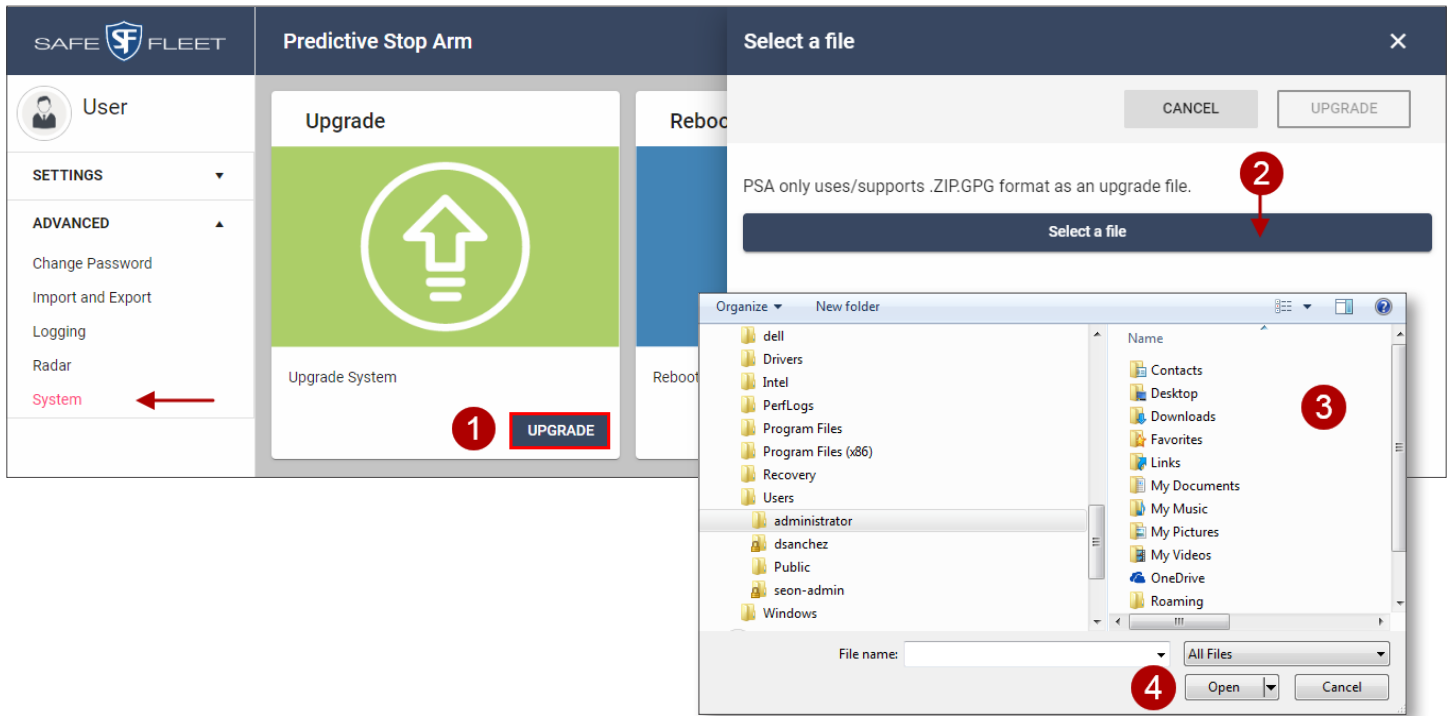 SAFE SF FLEET
Predictive Stop Arm
User
SETTINGS
ADVANCED
Change Password
Import and Export
Logging
Radar
System
Upgrade
Upgrade System
1
UPGRADE
Reboo
Reboot
Select a file
CANCEL
UPGRADE
PSA only uses/supports .ZIP.GPG format as an upgrade file.
2
Select a file
Organize
New folder
dell
Drivers
Intel
PerfLogs
Program Files
Program Files (x86)
Recovery
Users
administrator
dsanchez
Public
seon-admin
Windows
Name
Contacts
Desktop
Downloads
Favorites
Links
My Documents
My Music
My Pictures
My Videos
OneDrive
Roaming
3
File name:
All Files
4
Open
Cancel